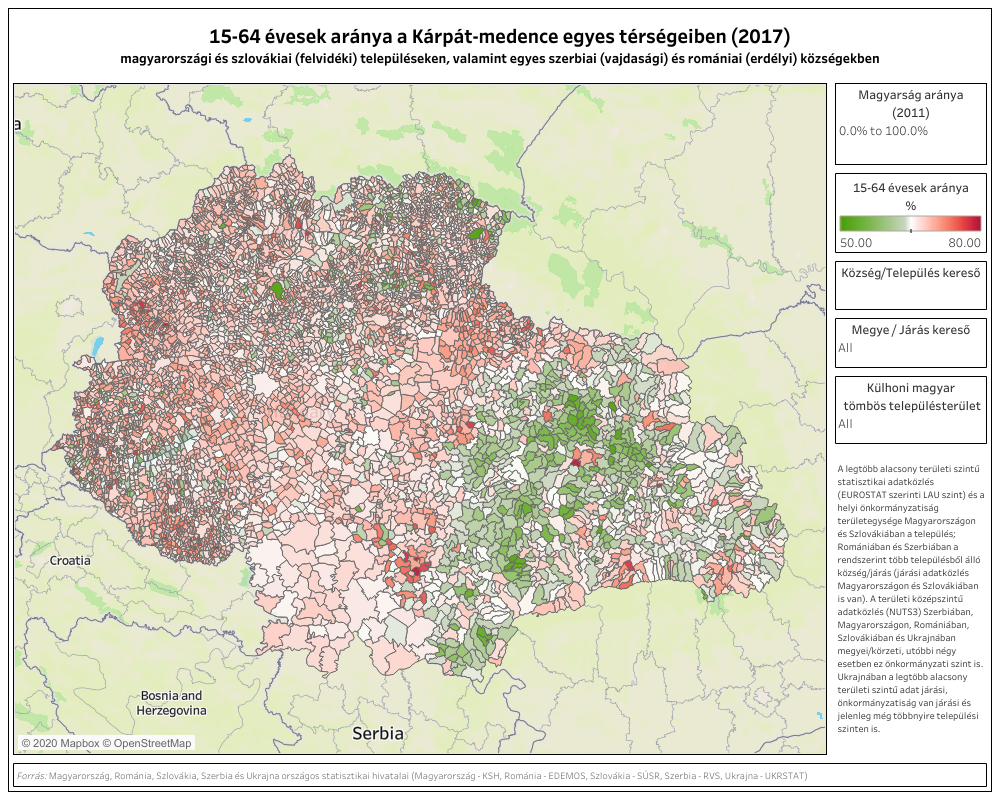 15-64 évesek aránya a Kárpát-medence egyes térségeiben (2017)
magyarországi és szlovákiai (felvidéki) településeken, valamint egyes szerbiai (vajdasági) és romániai (erdélyi) községekben
a
Croatia
Bosnia and
Herzegovina
Serbia
© 2020 Mapbox © OpenStreetMap
Magyarság aránya
(2011)
0.0% to 100.0%
15-64 évesek aránya
%
50.00 80.00
Község/Település kereső
Megye / Járás kereső
All
Külhoni magyar
tömbös településterület
All
A legtöbb alacsony területi szintű
statisztikai adatközlés
(EUROSTAT szerinti LAU szint) és a
helyi önkormányzatiság
területegysége Magyarországon
és Szlovákiában a település;
Romániában és Szerbiában a
rendszerint több településból álló
község/járás (járási adatközlés
Magyarországon és Szlovákiában
is van). A területi középszintű
adatközlés (NUTS3) Szerbiában,
Magyarországon, Romániában,
Szlovákiában és Ukrajnában
megyei/körzeti, utóbbi négy
esetben ez önkormányzati szint is.
Ukrajnában a legtöbb alacsony
területi szintű adat járási,
önkormányzatiság van járási és
jelenleg még többnyire települési
szinten is.
Forrás: Magyarország, Románia, Szlovákia, Szerbia és Ukrajna országos statisztikai hivatalai (Magyarország - KSH, Románia - EDEMOS, Szlovákia - SÚSR, Szerbia - RVS, Ukrajna - UKRSTAT)